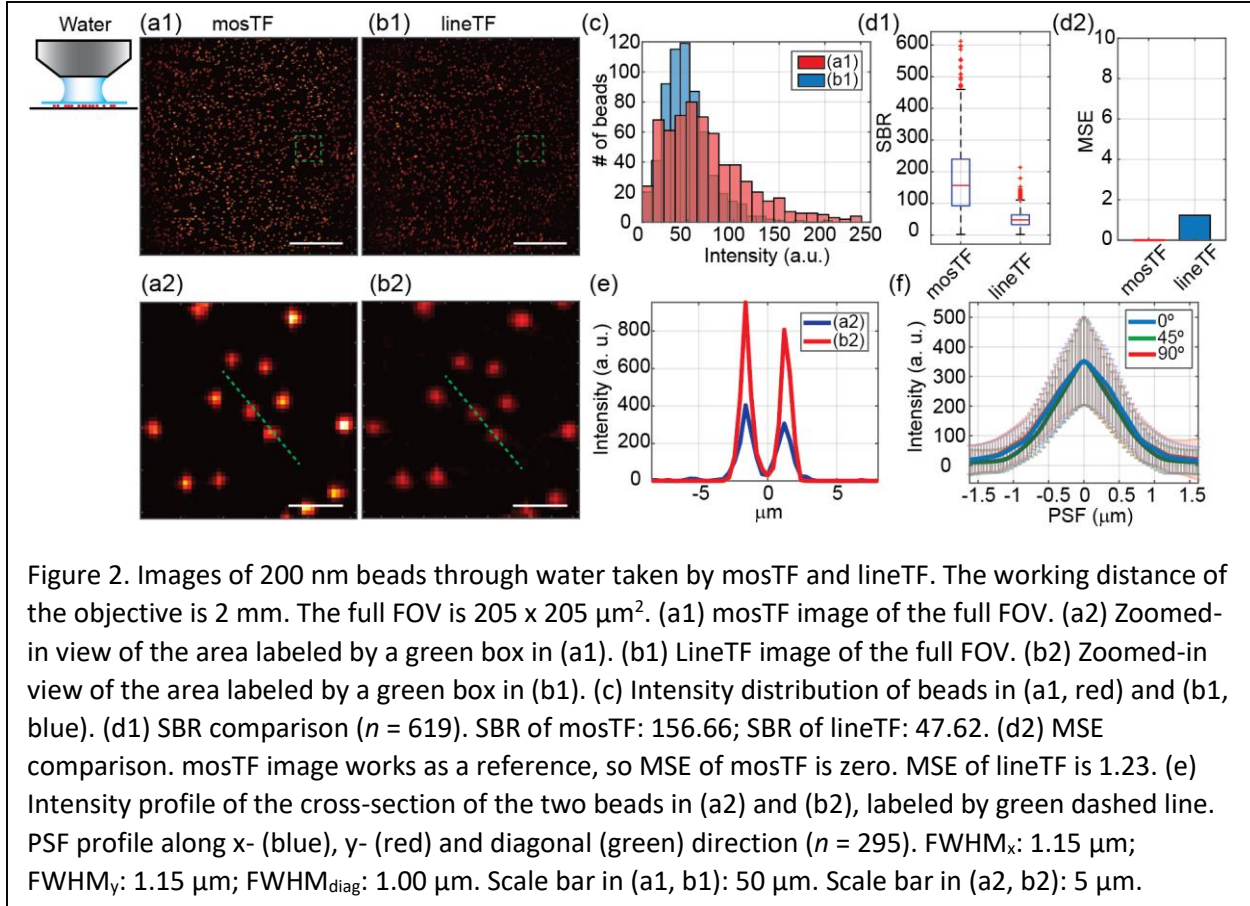 Water
(a1) mosTF
(b1) lineTF
(c)
120
100
80
60
40
20
0
# of beads
(a1)
(b1)
0 50 100 150 200 250
Intensity (a.u.)
(d1)
600
500
400
300
200
100
0
SBR
mosTF
lineTF
(d2)
10
8
6
4
2
0
MSE
mosTF
lineTF
(a2)
(b2)
(e)
800
600
400
200
0
Intensity (a. u.)
(a2)
(b2)
-5 0 5
μm
(f)
500
400
300
200
100
0
Intensity (a. u.)
0º
45º
90º
-1.5 -1 -0.5 0 0.5 1 1.5
PSF (μm)
Figure 2. Images of 200 nm beads through water taken by mosTF and lineTF. The working distance of
the objective is 2 mm. The full FOV is 205 x 205 μm². (a1) mosTF image of the full FOV. (a2) Zoomed-
in view of the area labeled by a green box in (a1). (b1) LineTF image of the full FOV. (b2) Zoomed-in
view of the area labeled by a green box in (b1). (c) Intensity distribution of beads in (a1, red) and (b1,
blue). (d1) SBR comparison (n = 619). SBR of mosTF: 156.66; SBR of lineTF: 47.62. (d2) MSE
comparison. mosTF image works as a reference, so MSE of mosTF is zero. MSE of lineTF is 1.23. (e)
Intensity profile of the cross-section of the two beads in (a2) and (b2), labeled by green dashed line.
PSF profile along x- (blue), y- (red) and diagonal (green) direction (n = 295). FWHMx: 1.15 μm;
FWHMy: 1.15 μm; FWHMdiag: 1.00 μm. Scale bar in (a1, b1): 50 μm. Scale bar in (a2, b2): 5 μm.